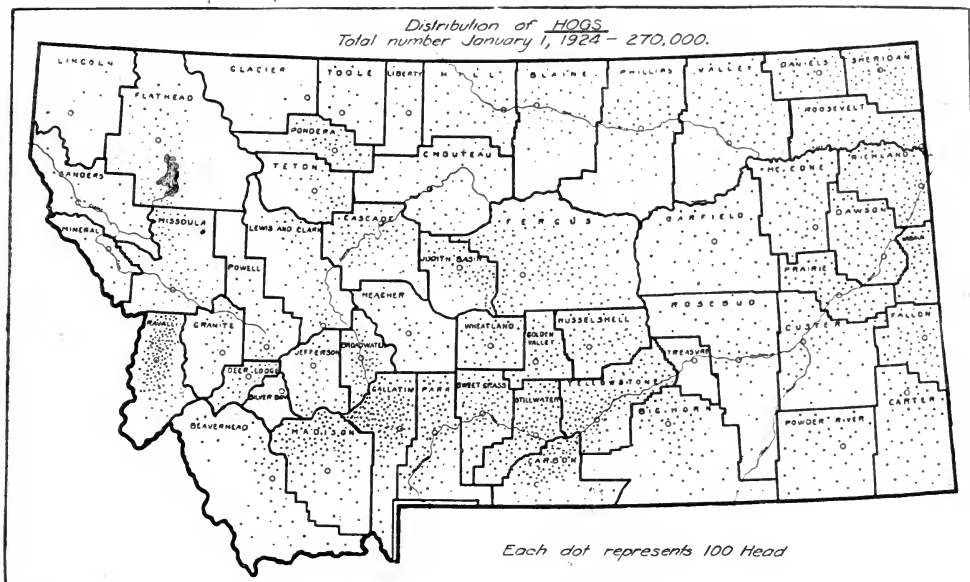 Distribution of HOGS
Total number January 1, 1924 - 270,000.
LINCOLN
FLATHEAD
GLACIER
TOOLE
LIBERTY
HILL
BLAINE
PHILLIPS
VALLEY
DANIELS
SHERIDAN
ROOSEVELT
PONDERA
TETON
CHOUTEAU
SANDERS
MISSOULA
MINERAL
LEWIS AND CLARK
CASCADE
FERGUS
GARFIELD
MC CONE
RICHLAND
DAWSON
WIBAUX
JUDITH BASIN
POWELL
MEAGHER
PRAIRIE
ROSEBUD
RAVALLI
GRANITE
JEFFERSON
BROADWATER
WHEATLAND
GOLDEN VALLEY
MUSSELSHELL
TREASURE
CUSTER
FALLON
DEER LODGE
SILVER BOW
GALLATIN
PARK
SWEET GRASS
STILLWATER
YELLOWSTONE
BIG HORN
CARTER
BEAVERHEAD
MADISON
CARBON
POWDER RIVER
Each dot represents 100 Head